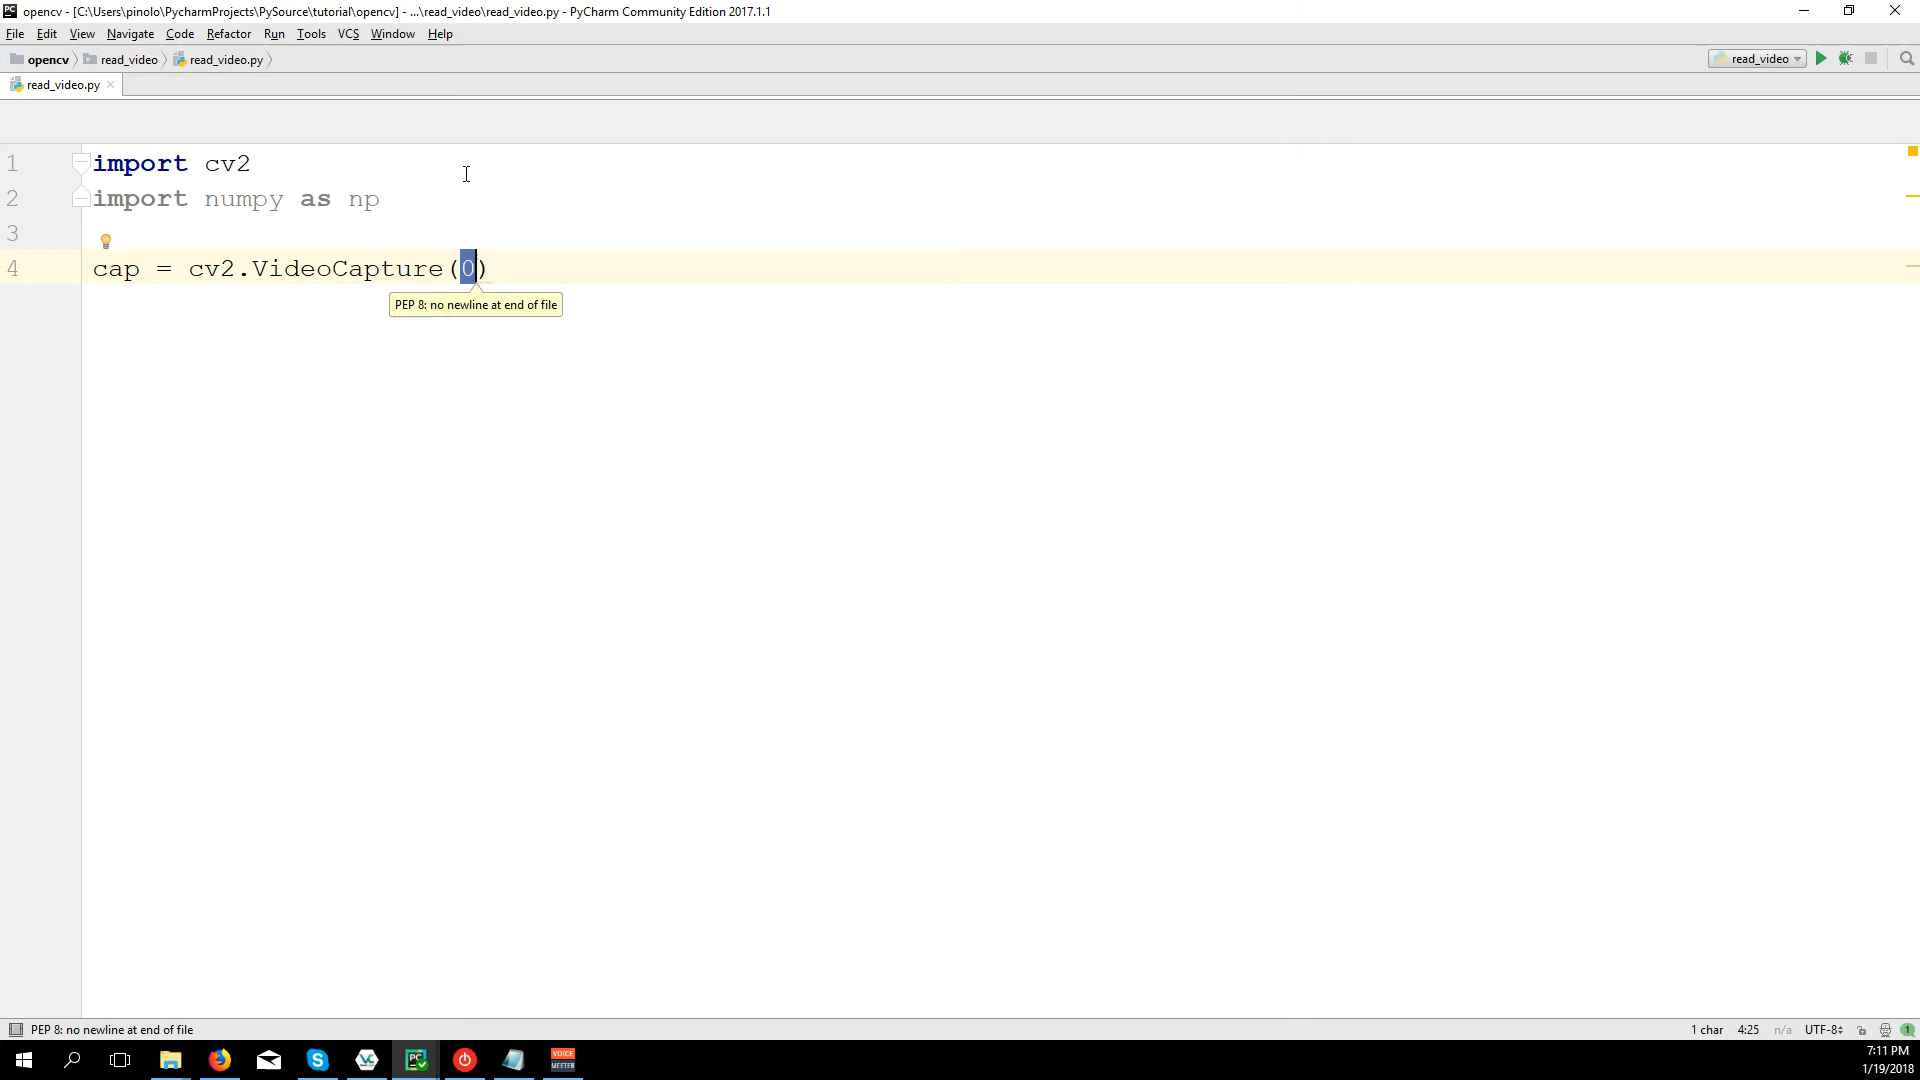 opencv - [C:\Users\pinolo\PycharmProjects\PySource\tutorial\opencv] - ...\read_video\read_video.py - PyCharm Community Edition 2017.1.1
File Edit View Navigate Code Refactor Run Tools VCS Window Help
opencv read_video read_video.py read_video
read_video.py
1 import cv2
2 import numpy as np
3
4 cap = cv2.VideoCapture(0)
PEP 8: no newline at end of file
PEP 8: no newline at end of file 1 char 4:25 n/a UTF-8 1
7:11 PM
1/19/2018
PC
VOICE
MEETER